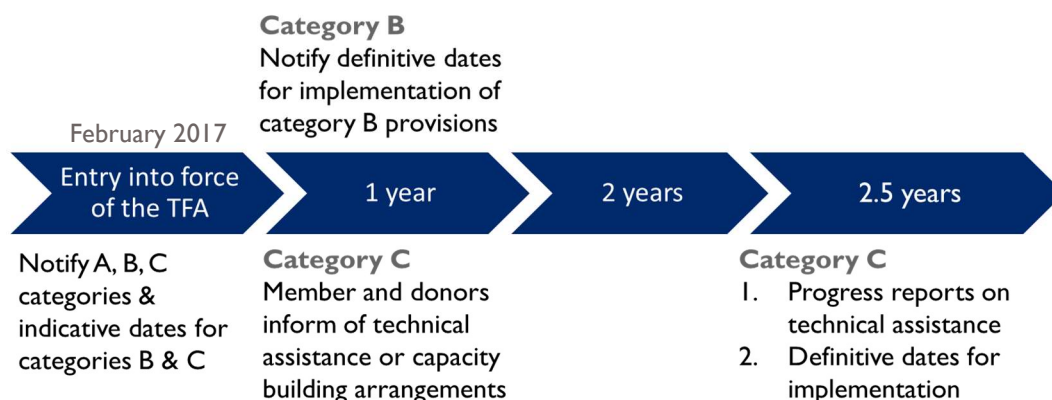 Category B
Notify definitive dates
for implementation of
category B provisions
February 2017
Entry into force
of the TFA
1 year
2 years
2.5 years
Notify A, B, C
categories &
indicative dates for
categories B & C
Category C
Member and donors
inform of technical
assistance or capacity
building arrangements
Category C
1. Progress reports on
technical assistance
2. Definitive dates for
implementation